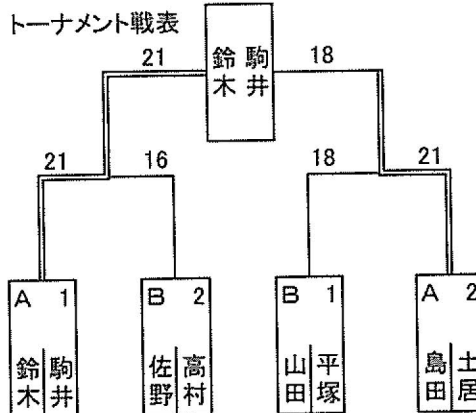 トーナメント戦表
鈴木 駒井
21 18
21 16 18 21
A 1 B 2 B 1 A 2
鈴木 駒井 佐野 高村 山田 平塚 島田 土居